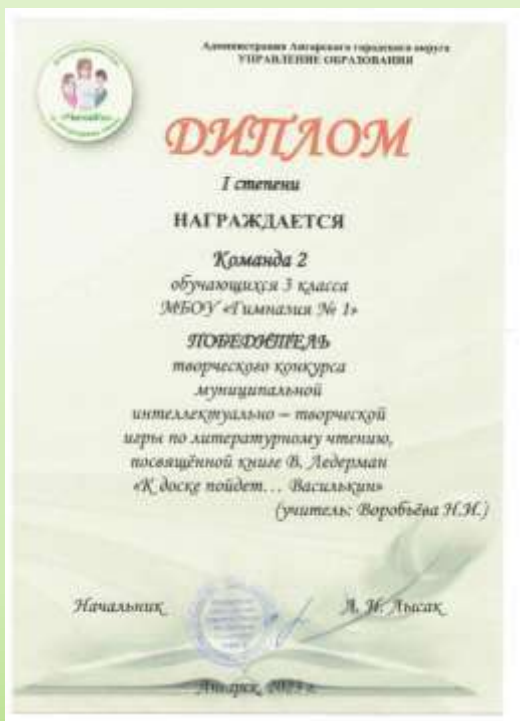 Администрация Ангарского городского округа
УПРАВЛЕНИЕ ОБРАЗОВАНИЯ
ДИПЛОМ
I степени
НАГРАЖДАЕТСЯ
Команда 2
обучающихся 3 класса
МБОУ «Гимназия № 1»
ПОБЕДИТЕЛЬ
творческого конкурса
муниципальной
интеллектуально – творческой
игры по литературному чтению,
посвящённой книге В. Ледерман
«К доске пойдет… Василькин»
(учитель: Воробьёва Н.И.)
Начальник
Лысак
Ангарск, 2023 г.